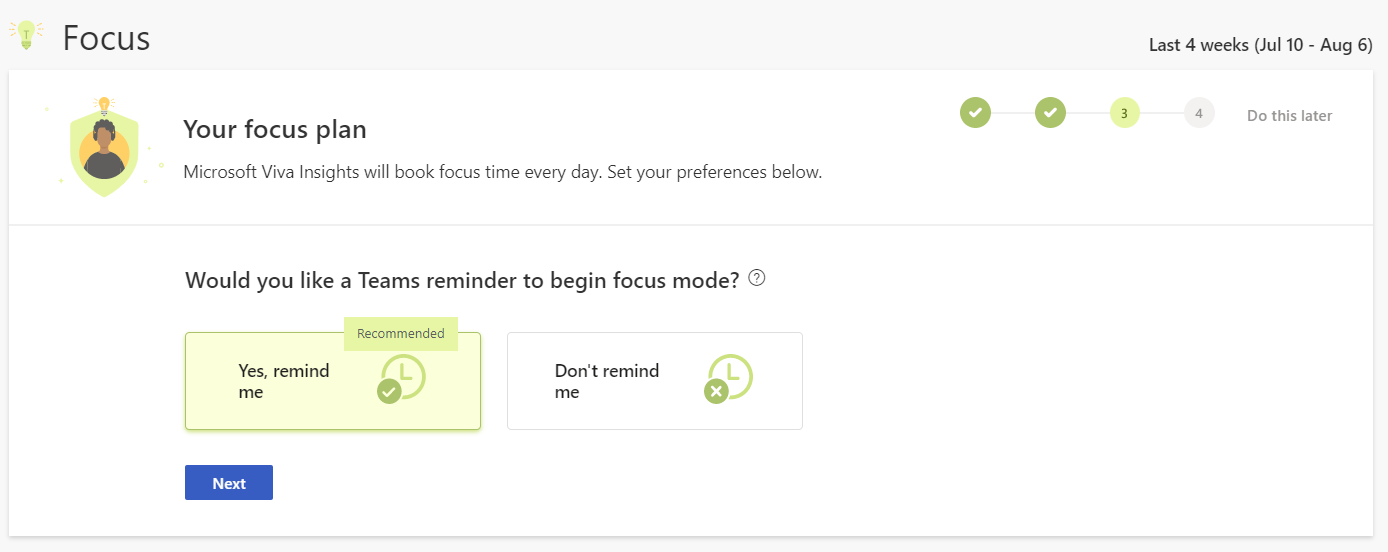 Focus
Last 4 weeks (Jul 10 - Aug 6)
Your focus plan
3
4
Do this later
Microsoft Viva Insights will book focus time every day. Set your preferences below.
Would you like a Teams reminder to begin focus mode? ?
Recommended
Yes, remind
me
Don't remind
me
Next